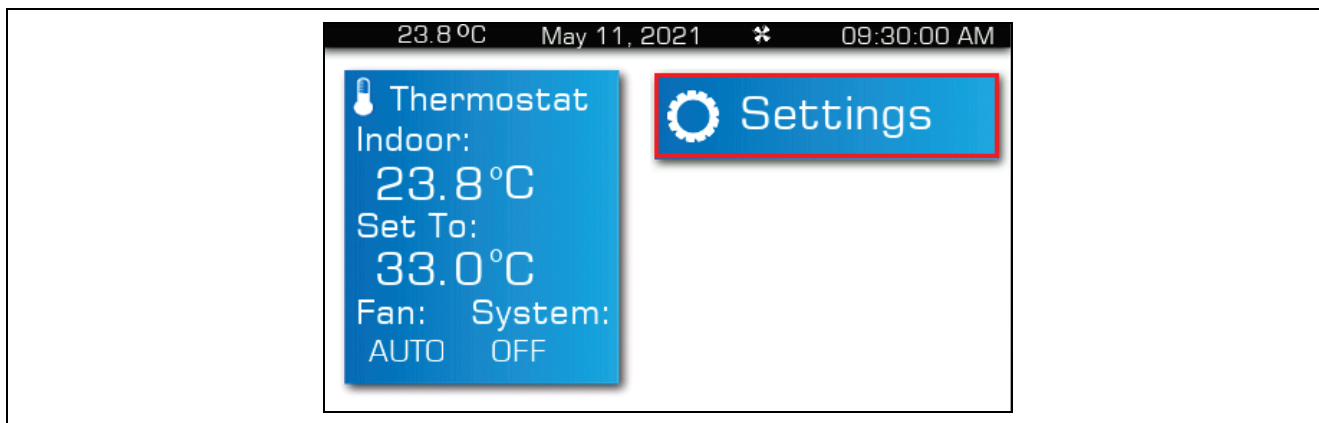 23.8 ºC May 11, 2021 09:30:00 AM
Thermostat
Indoor:
23.8°C
Set To:
33.0°C
Fan: System:
AUTO OFF
Settings